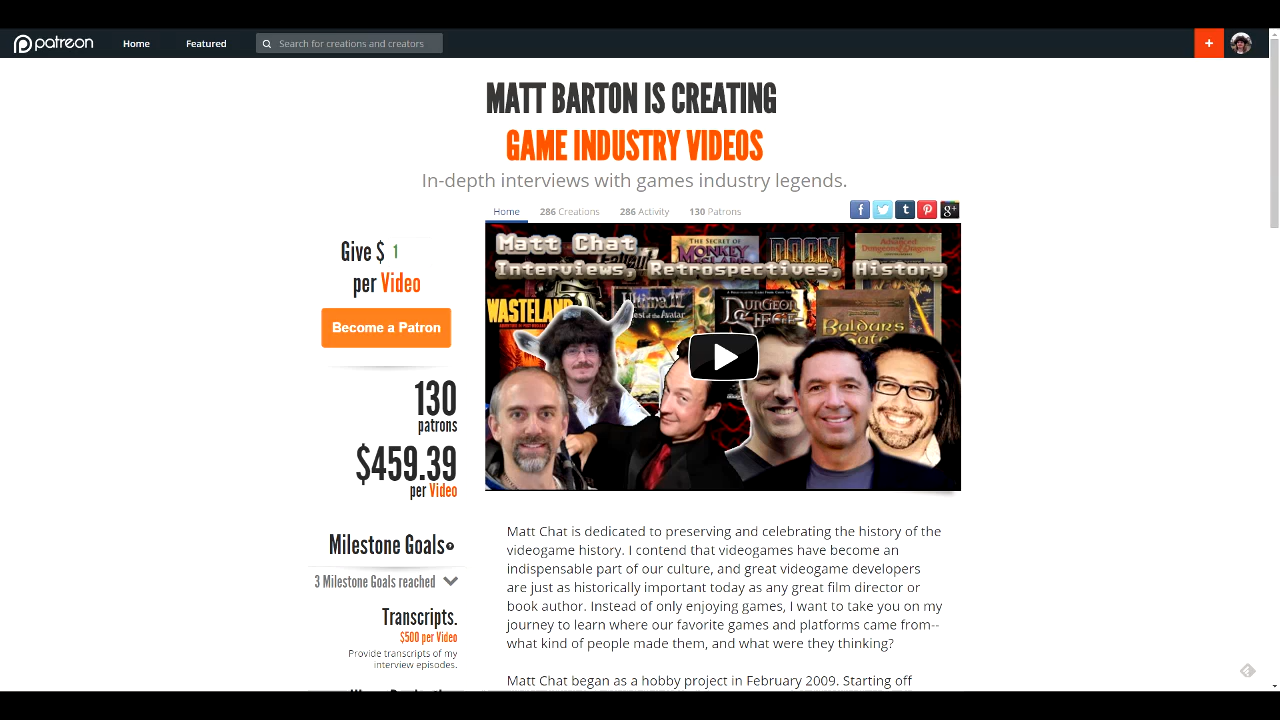 patreon Home Featured Search for creations and creators +
MATT BARTON IS CREATING
GAME INDUSTRY VIDEOS
In-depth interviews with games industry legends.
Home 286 Creations 286 Activity 130 Patrons
Give $ 1
per Video
Become a Patron
130
patrons
$459.39
per Video
Milestone Goals
3 Milestone Goals reached
Transcripts.
$500 per Video
Provide transcripts of my
interview episodes.
Matt Chat
Interviews, Retrospectives, History
THE SECRET OF
DOOM
WASTELAND
DUNGEON
SIEGE
Matt Chat is dedicated to preserving and celebrating the history of the
videogame history. I contend that videogames have become an
indispensable part of our culture, and great videogame developers
are just as historically important today as any great film director or
book author. Instead of only enjoying games, I want to take you on my
journey to learn where our favorite games and platforms came from--
what kind of people made them, and what were they thinking?
Matt Chat began as a hobby project in February 2009. Starting off